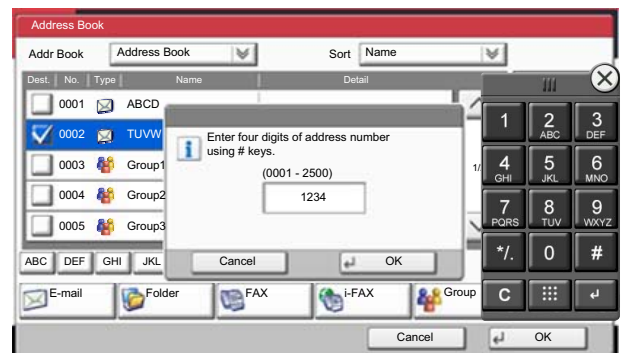 Address Book
Addr Book Address Book Sort Name
Dest. No. Type Name Detail
0001 ABCD
0002 TUVW
0003 Group1
0004 Group2
0005 Group3
1/
Enter four digits of address number
using # keys.
(0001 - 2500)
1234
Cancel OK
ABC DEF GHI JKL
E-mail Folder FAX i-FAX Group
Cancel OK
1 2 3
ABC DEF
4 5 6
GHI JKL MNO
7 8 9
PQRS TUV WXYZ
*/. 0 #
C